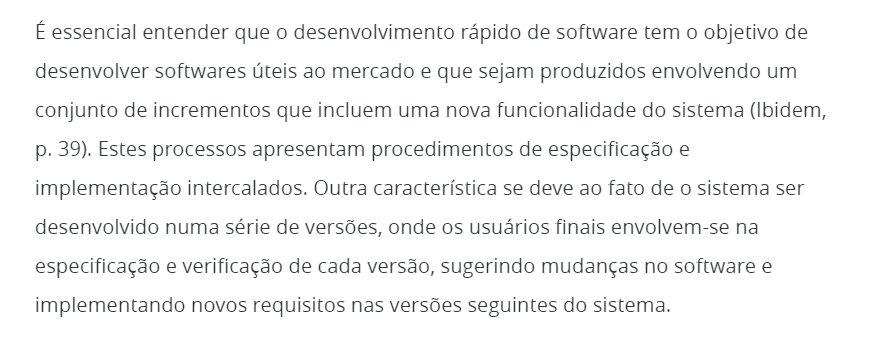 É essencial entender que o desenvolvimento rápido de software tem o objetivo de
desenvolver softwares úteis ao mercado e que sejam produzidos envolvendo um
conjunto de incrementos que incluem uma nova funcionalidade do sistema (Ibidem,
p. 39). Estes processos apresentam procedimentos de especificação e
implementação intercalados. Outra característica se deve ao fato de o sistema ser
desenvolvido numa série de versões, onde os usuários finais envolvem-se na
especificação e verificação de cada versão, sugerindo mudanças no software e
implementando novos requisitos nas versões seguintes do sistema.